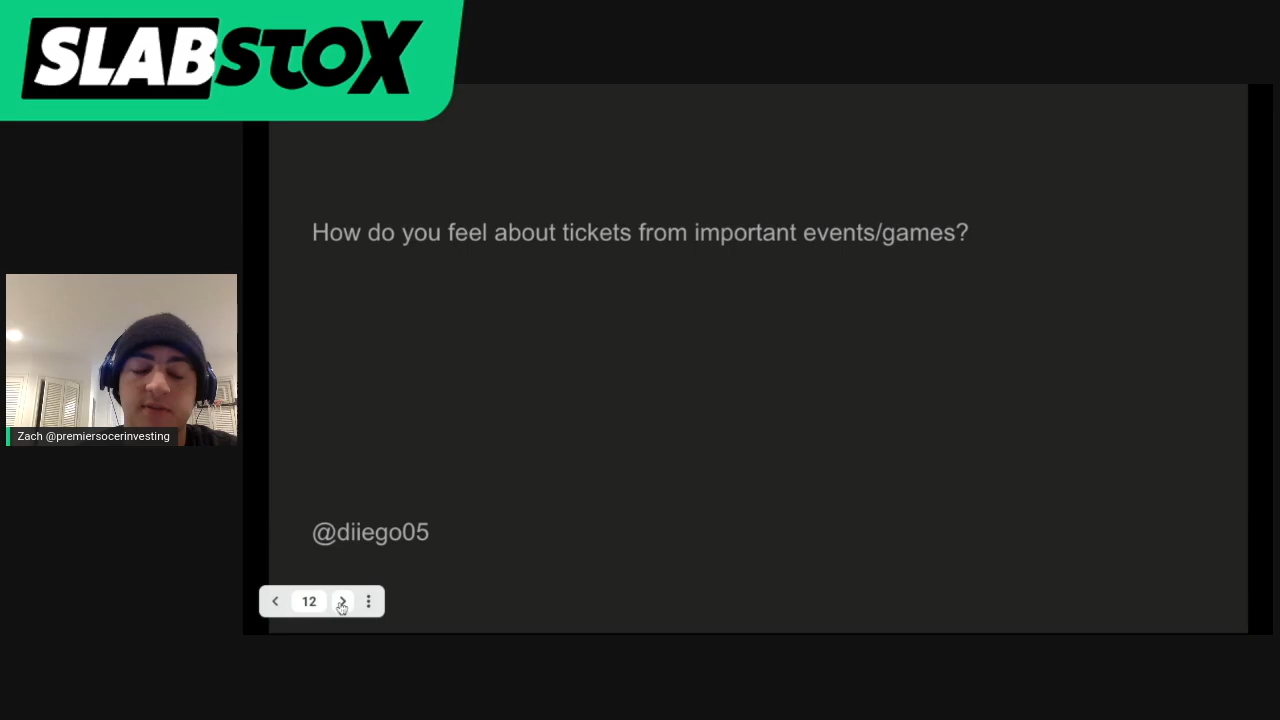 SLABSTOX
How do you feel about tickets from important events/games?
Zach @premiersocerinvesting
@diiego05
12